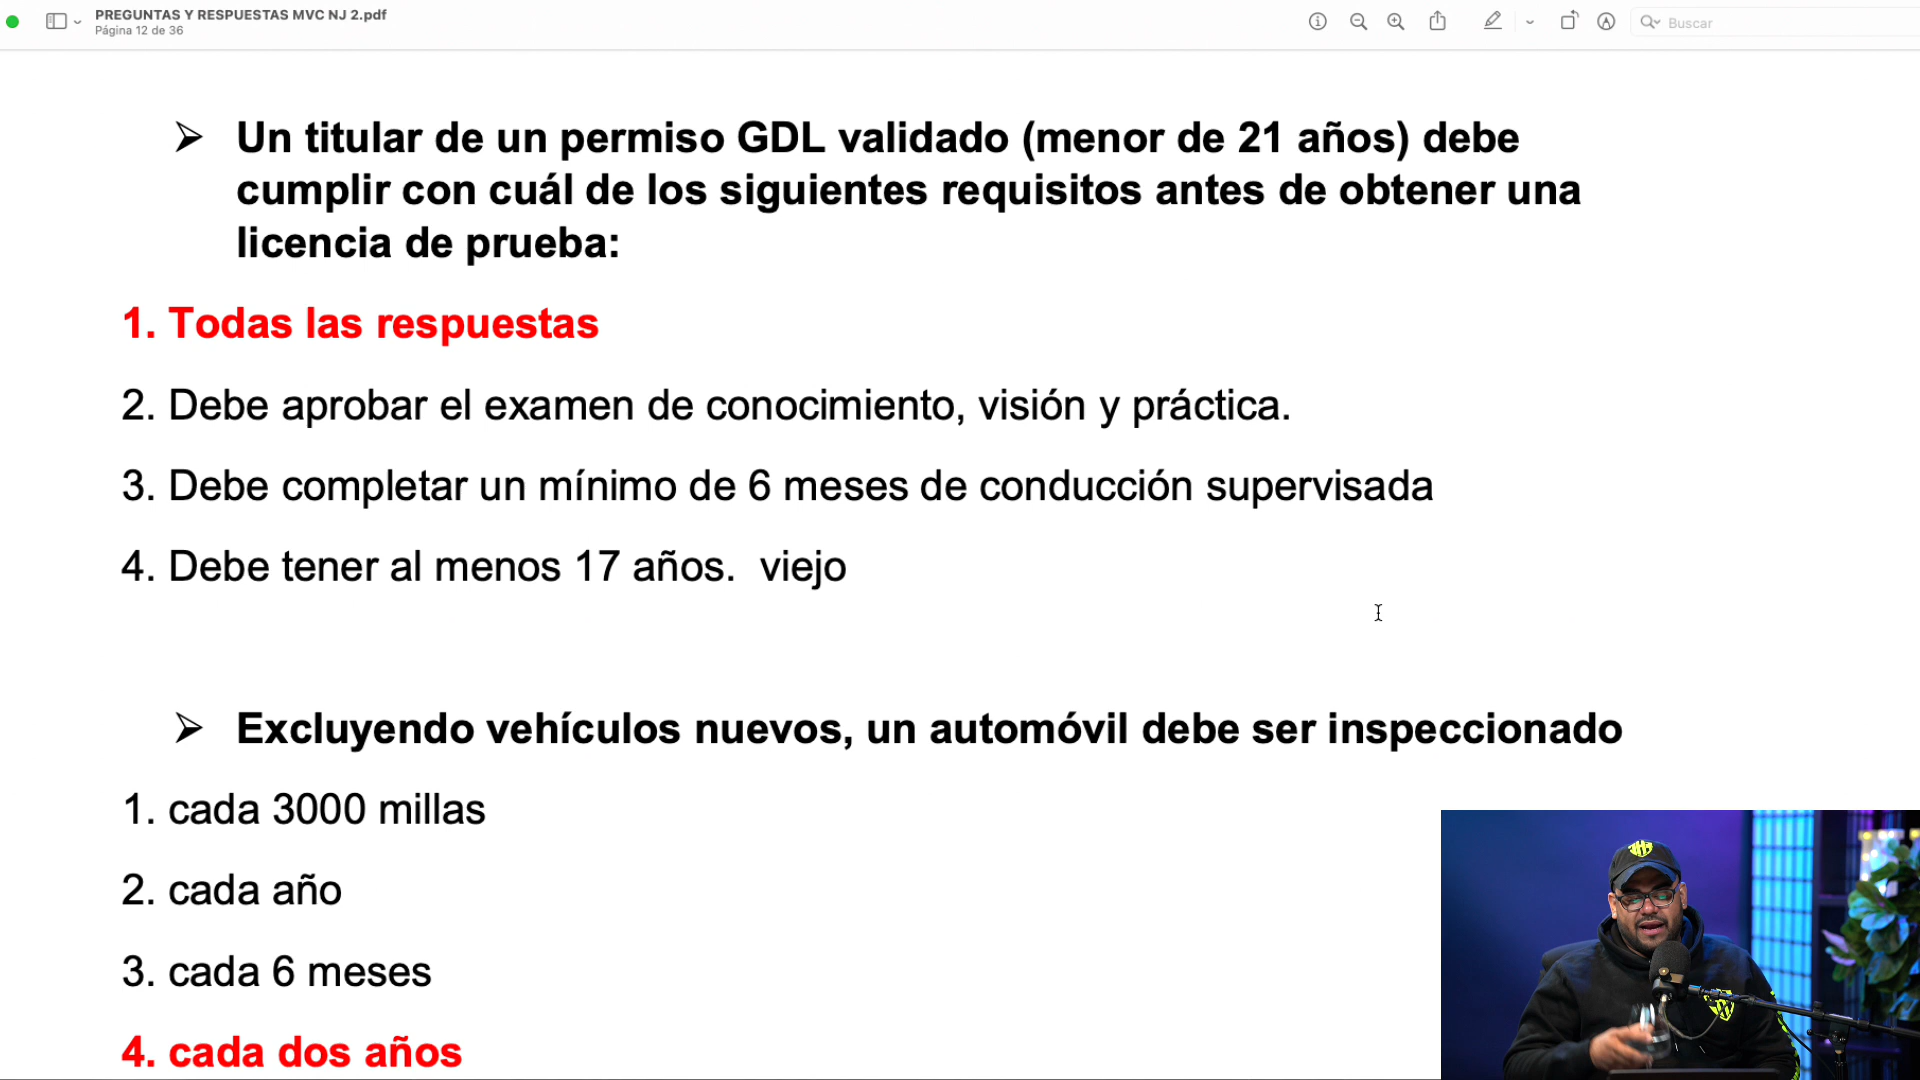 PREGUNTAS Y RESPUESTAS MVC NJ 2.pdf
Página 12 de 36
Buscar
➢ Un titular de un permiso GDL validado (menor de 21 años) debe
cumplir con cuál de los siguientes requisitos antes de obtener una
licencia de prueba:
1. Todas las respuestas
2. Debe aprobar el examen de conocimiento, visión y práctica.
3. Debe completar un mínimo de 6 meses de conducción supervisada
4. Debe tener al menos 17 años.  viejo
➢ Excluyendo vehículos nuevos, un automóvil debe ser inspeccionado
1. cada 3000 millas
2. cada año
3. cada 6 meses
4. cada dos años